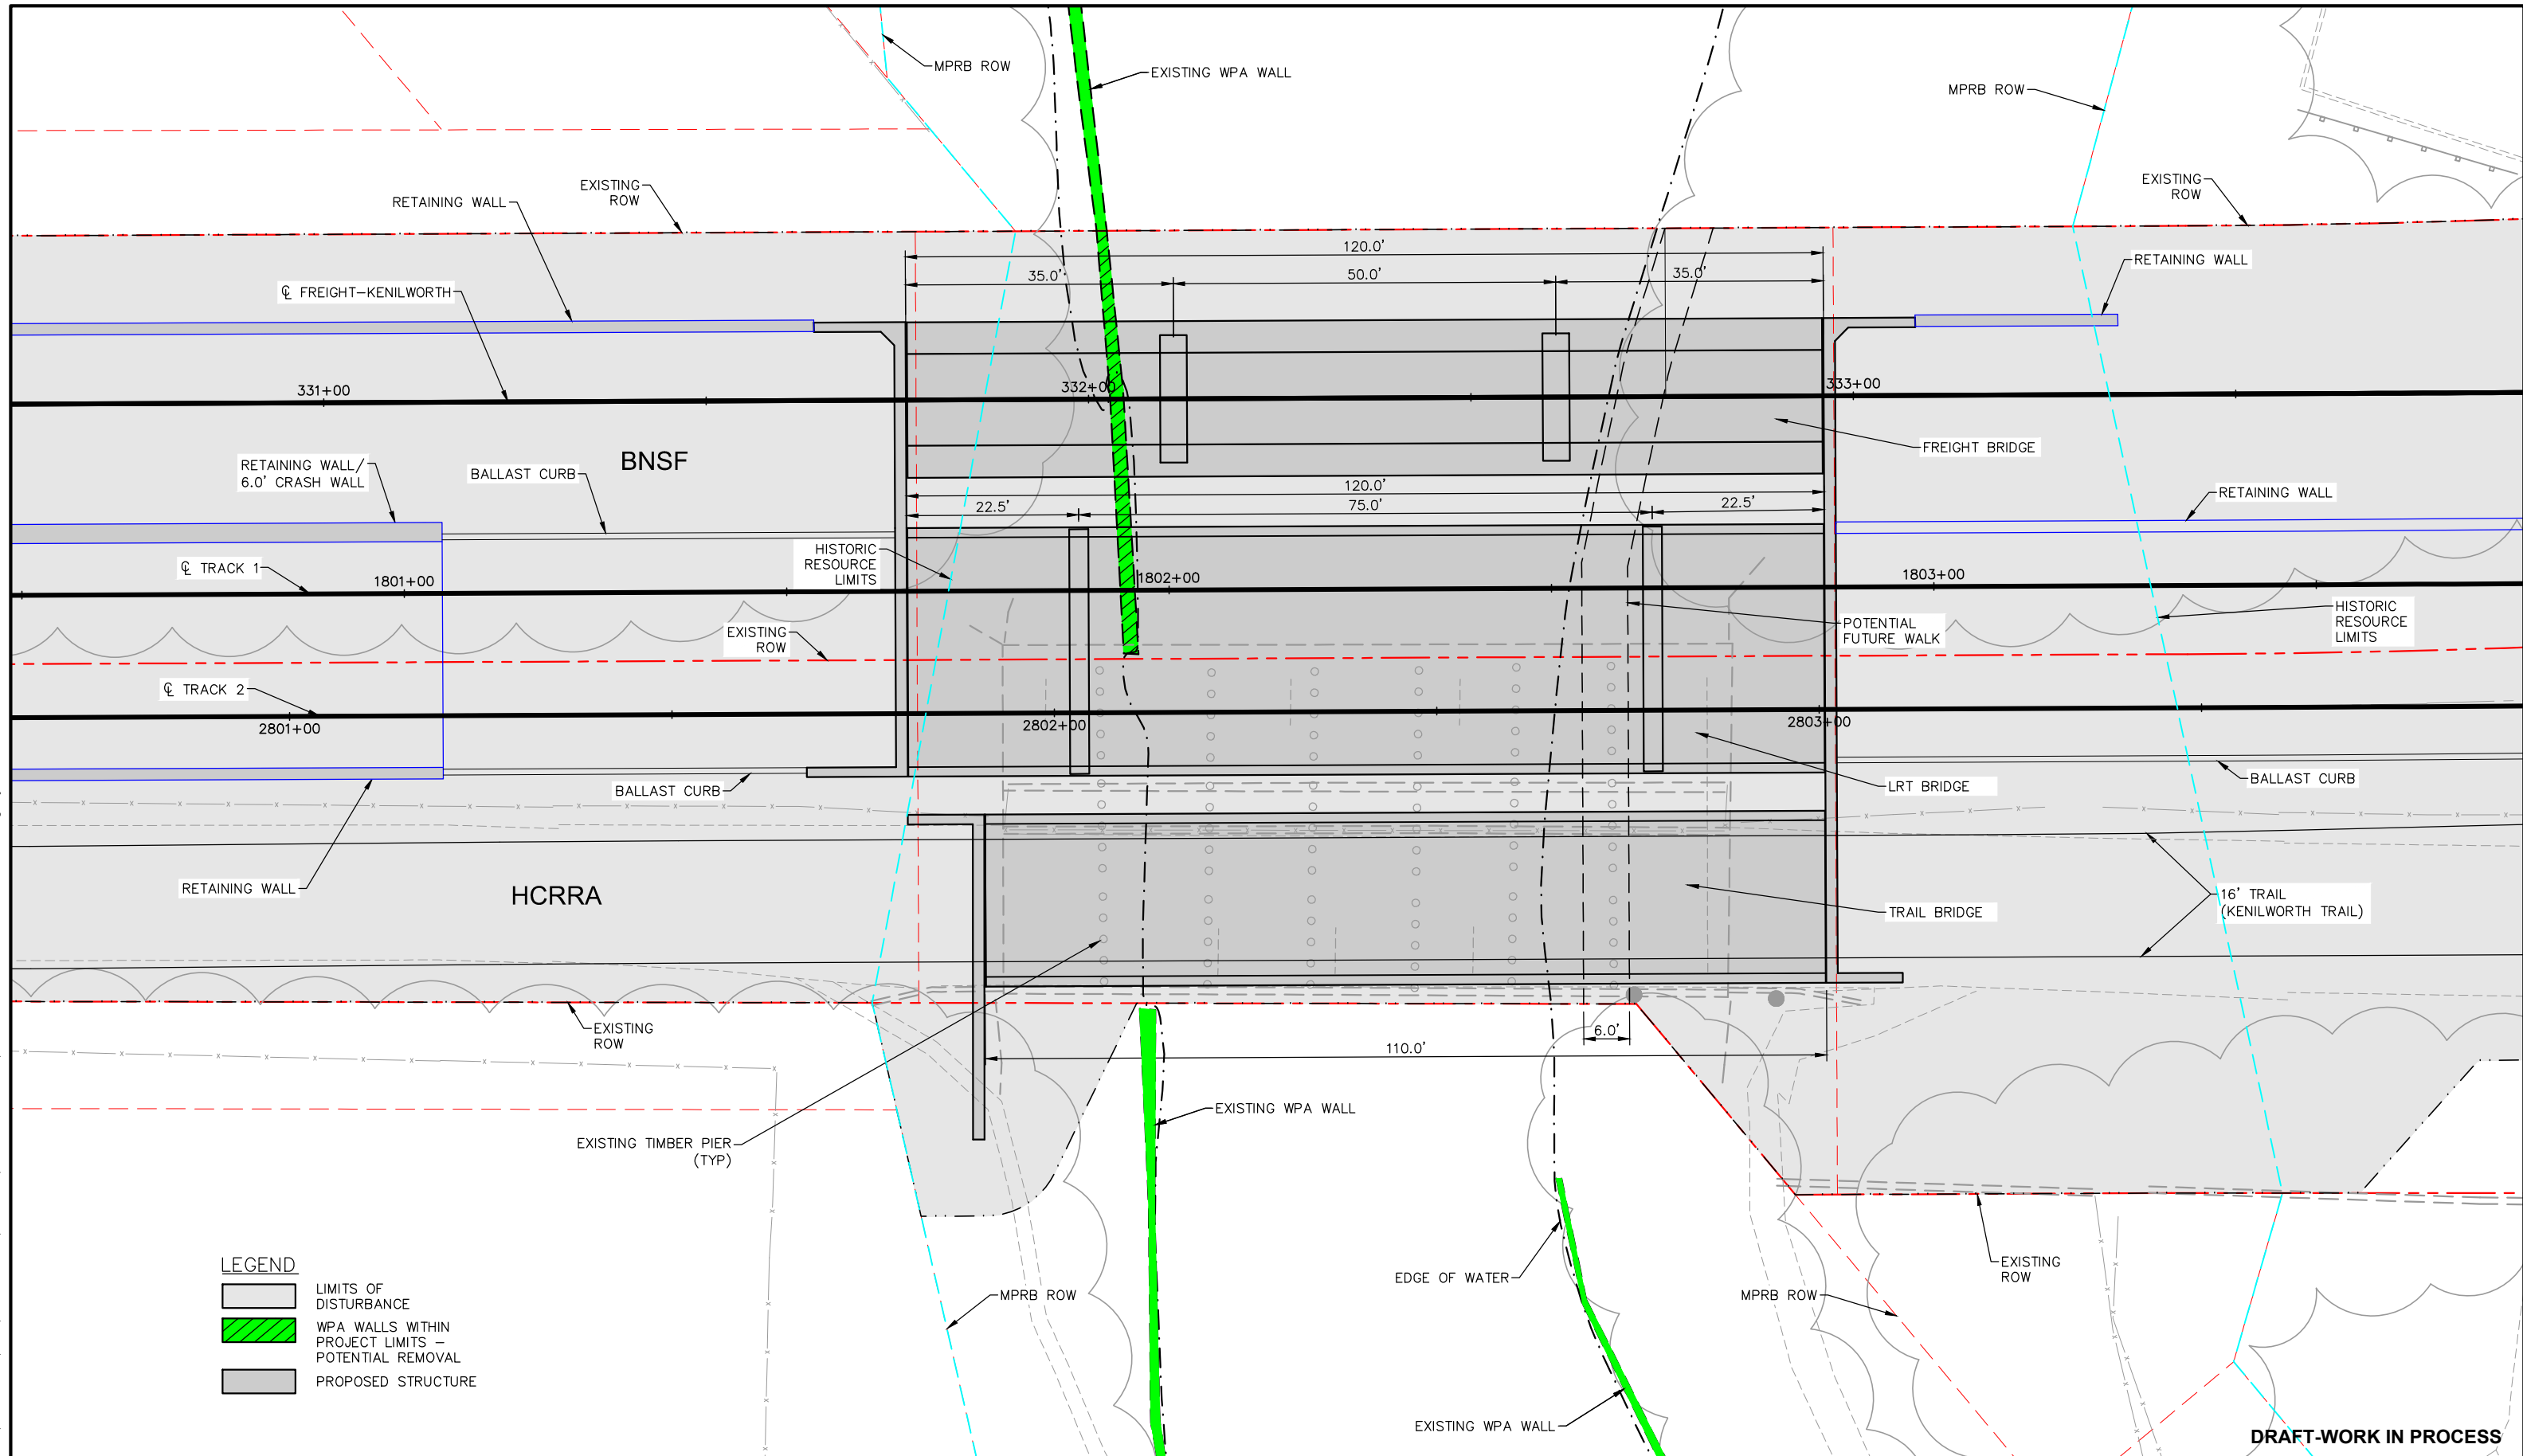 MPRB ROW
EXISTING WPA WALL
MPRB ROW
EXISTING
ROW
RETAINING WALL
EXISTING
ROW
120.0'
35.0'
50.0'
35.0'
RETAINING WALL
℄ FREIGHT-KENILWORTH
331+00
332+00
333+00
BNSF
FREIGHT BRIDGE
RETAINING WALL/
6.0' CRASH WALL
BALLAST CURB
120.0'
22.5'
75.0'
22.5'
RETAINING WALL
HISTORIC
RESOURCE
LIMITS
℄ TRACK 1
1801+00
1802+00
1803+00
POTENTIAL
FUTURE WALK
HISTORIC
RESOURCE
LIMITS
EXISTING
ROW
℄ TRACK 2
2801+00
2802+00
2803+00
BALLAST CURB
LRT BRIDGE
BALLAST CURB
RETAINING WALL
HCRRA
TRAIL BRIDGE
16' TRAIL
(KENILWORTH TRAIL)
EXISTING
ROW
6.0'
110.0'
EXISTING WPA WALL
EXISTING TIMBER PIER
(TYP)
EXISTING
ROW
EDGE OF WATER
MPRB ROW
MPRB ROW
LEGEND
LIMITS OF
DISTURBANCE
WPA WALLS WITHIN
PROJECT LIMITS –
POTENTIAL REMOVAL
PROPOSED STRUCTURE
EXISTING WPA WALL
DRAFT-WORK IN PROCESS